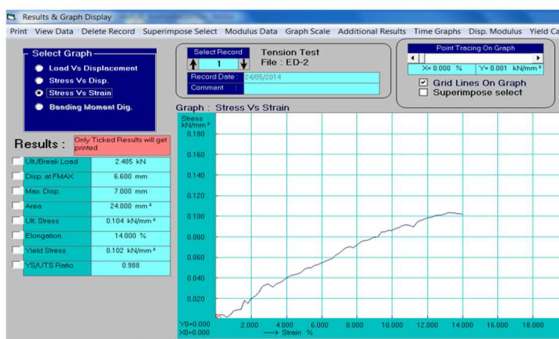 Results & Graph Display
Print View Data Delete Record Superimpose Select Modulus Data Graph Scale Additional Results Time Graphs Disp. Modulus Yield Ca
Select Graph
Load Vs Displacement
Stress Vs Disp.
Stress Vs Strain
Bending Moment Dig.
Select Record
1
Tension Test
File : ED-2
Record Date : 24/05/2014
Comment :
Point Tracing On Graph
X= 0.000 % Y= 0.001 kN/mm²
Grid Lines On Graph
Superimpose select
Graph : Stress Vs Strain
Results :
Only Ticked Results will get printed
Ult/Break Load 2.485 kN
Disp. at FMAX 6.600 mm
Max. Disp. 7.000 mm
Area 24.000 mm²
Ult. Stress 0.104 kN/mm²
Elongation 14.000 %
Yield Stress 0.102 kN/mm²
YS/UTS Ratio 0.988
Stress
kN/mm²
0.180
0.160
0.140
0.120
0.100
0.080
0.060
0.040
0.020
Y0=0.000
X0=0.000
2.000 4.000 6.000 8.000 10.000 12.000 14.000 16.000 18.000
Strain %